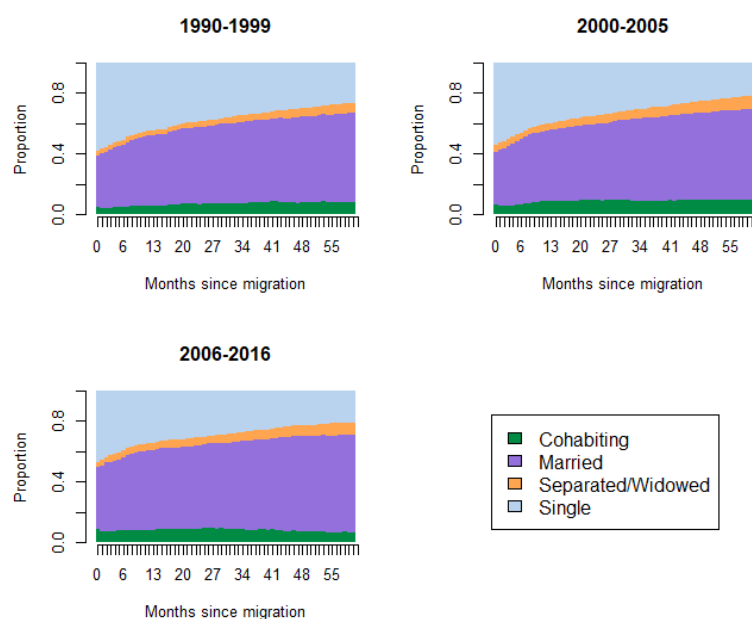 1990-1999
Proportion
0.0 0.4 0.8
0 6 13 20 27 34 41 48 55
Months since migration
2000-2005
Proportion
0.0 0.4 0.8
0 6 13 20 27 34 41 48 55
Months since migration
2006-2016
Proportion
0.0 0.4 0.8
0 6 13 20 27 34 41 48 55
Months since migration
Cohabiting
Married
Separated/Widowed
Single